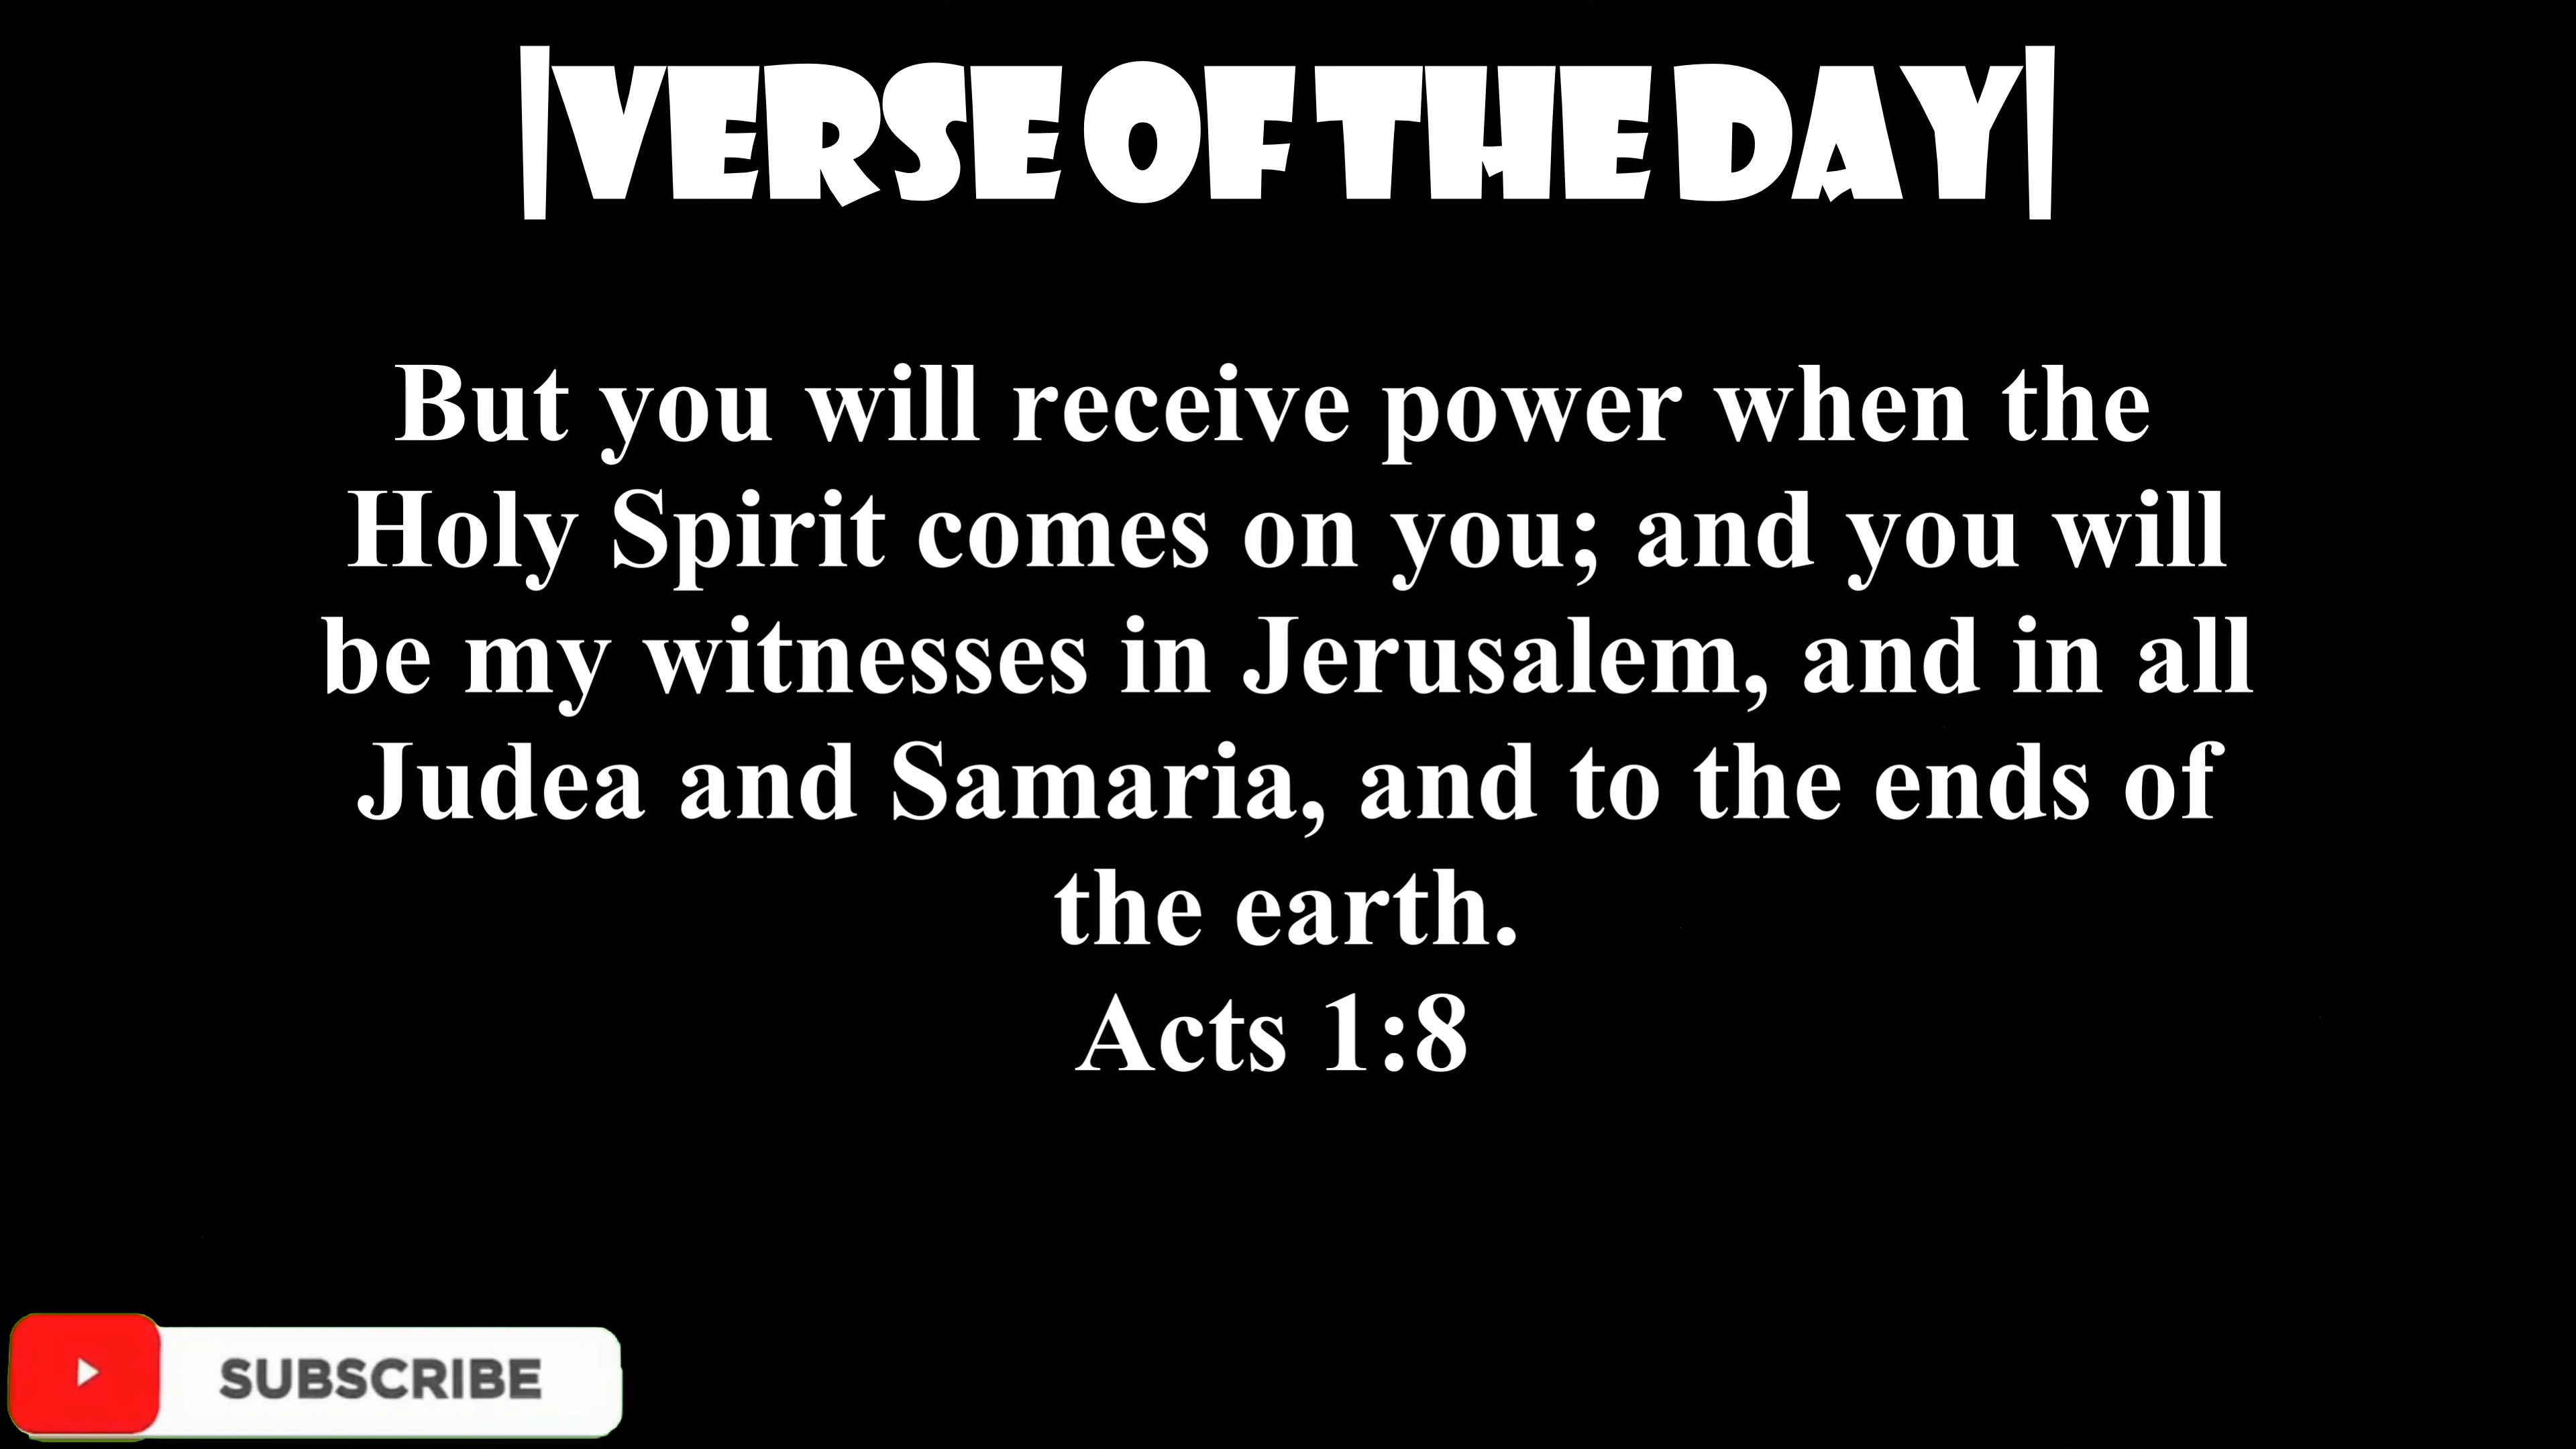 |VERSE OF THE DAY|
But you will receive power when the
Holy Spirit comes on you; and you will
be my witnesses in Jerusalem, and in all
Judea and Samaria, and to the ends of
the earth.
Acts 1:8
SUBSCRIBE